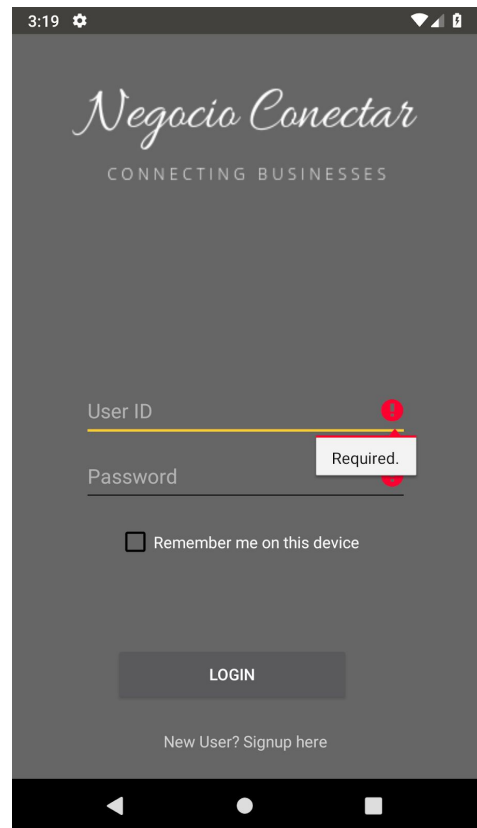 3:19
Negocio Conectar
CONNECTING BUSINESSES
User ID
Required.
Password
Remember me on this device
LOGIN
New User? Signup here